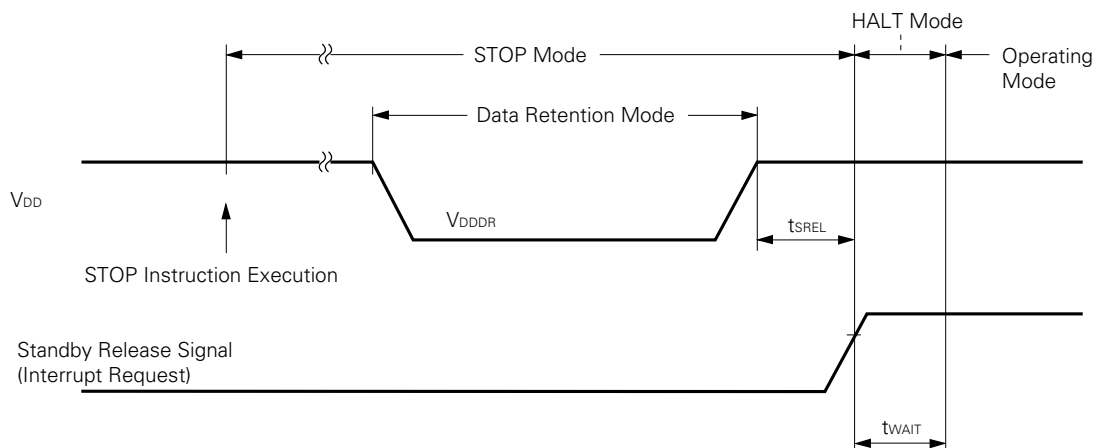 HALT Mode
STOP Mode
Operating
Mode
Data Retention Mode
VDD
VDDDR
tSREL
STOP Instruction Execution
Standby Release Signal
(Interrupt Request)
tWAIT